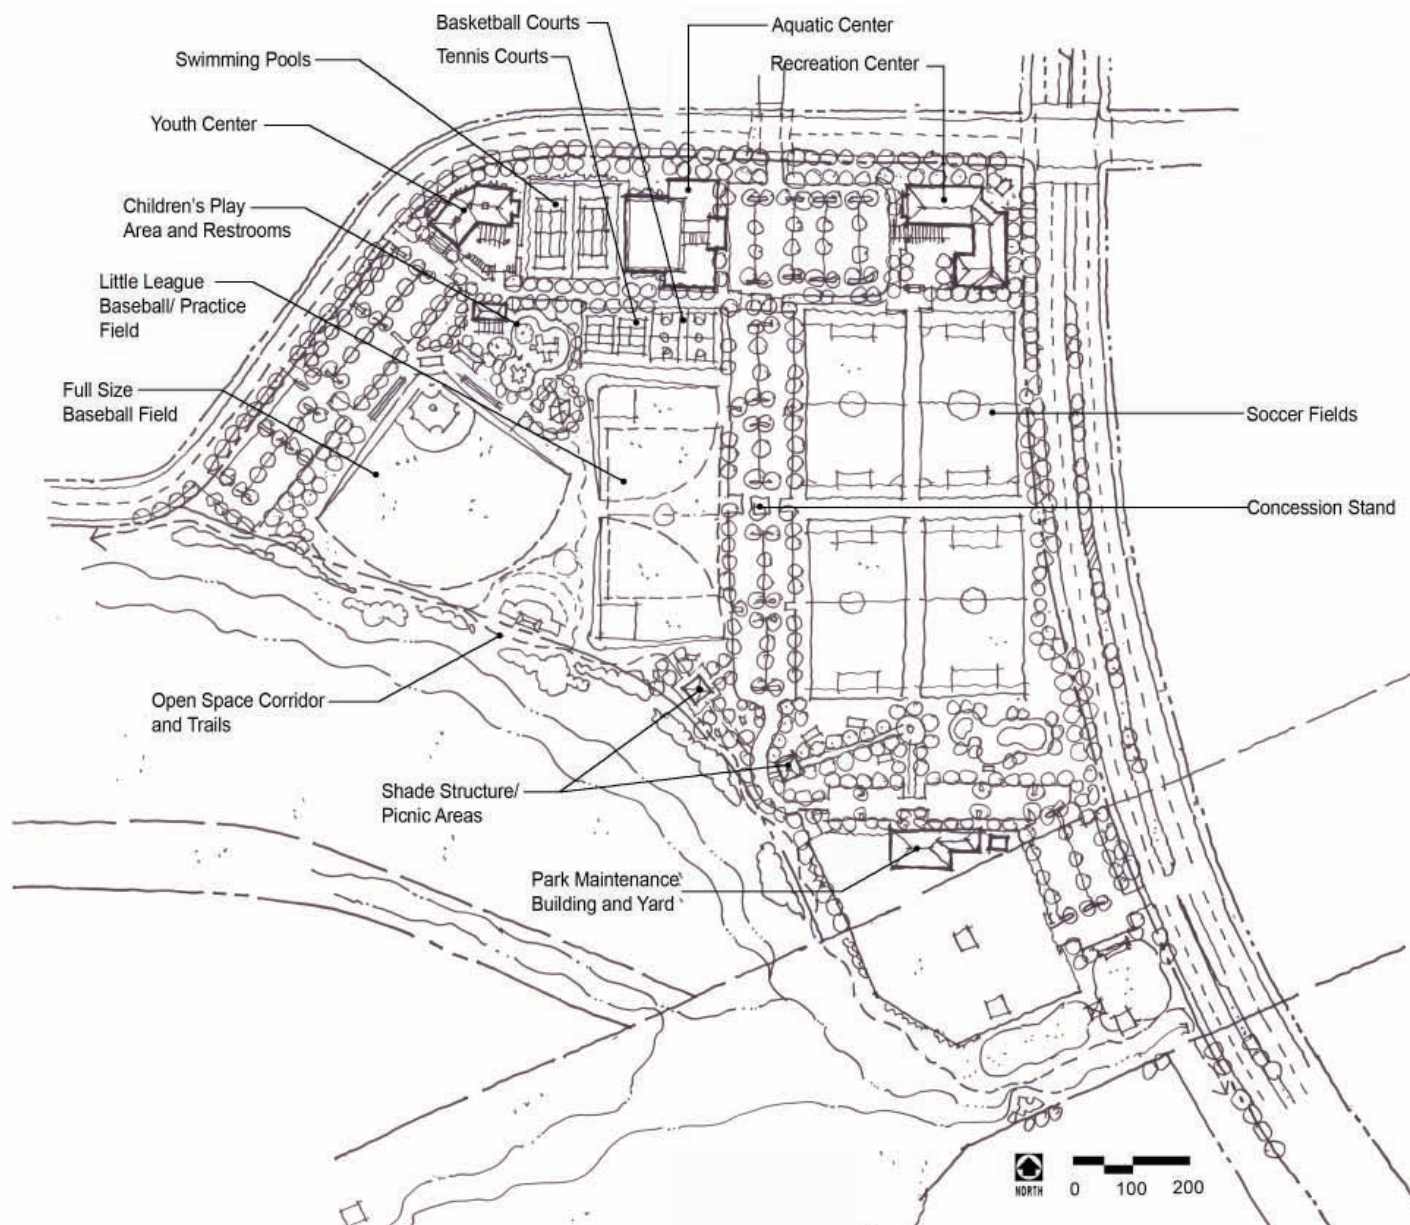 Basketball Courts
Tennis Courts
Aquatic Center
Swimming Pools
Recreation Center
Youth Center
Children's Play
Area and Restrooms
Little League
Baseball/ Practice
Field
Full Size
Baseball Field
Soccer Fields
Concession Stand
Open Space Corridor
and Trails
Shade Structure/
Picnic Areas
Park Maintenance
Building and Yard
NORTH
0 100 200